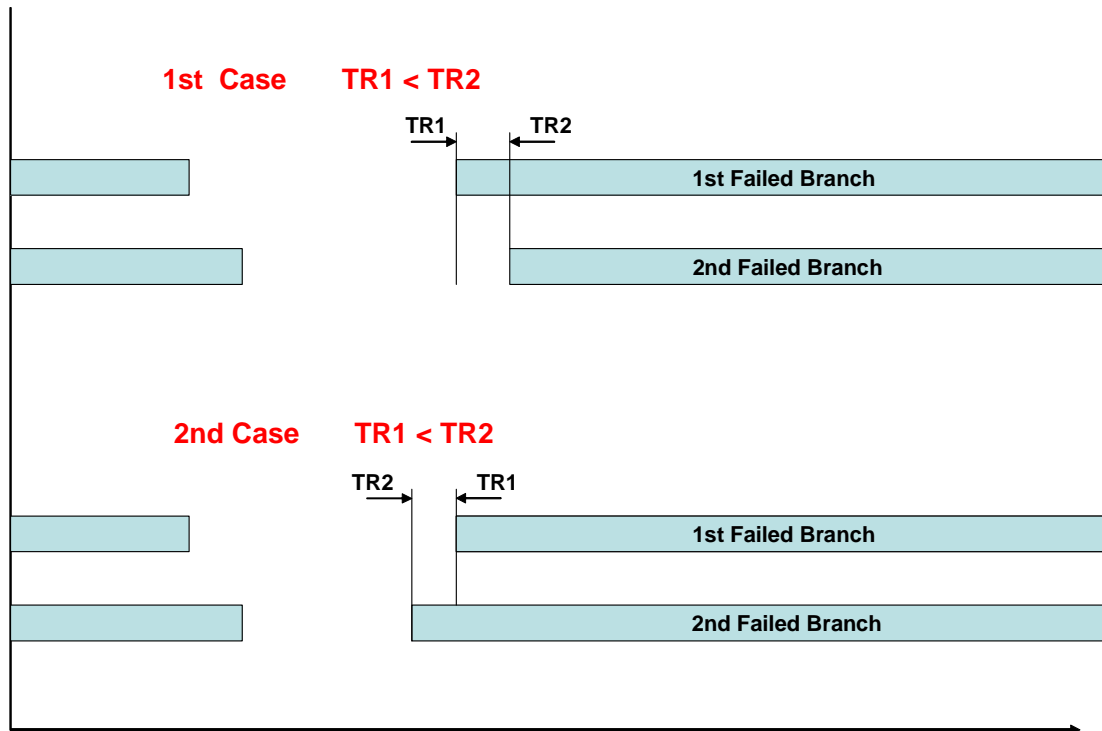 1st Case TR1 < TR2
TR1 TR2
1st Failed Branch
2nd Failed Branch
2nd Case TR1 < TR2
TR2 TR1
1st Failed Branch
2nd Failed Branch